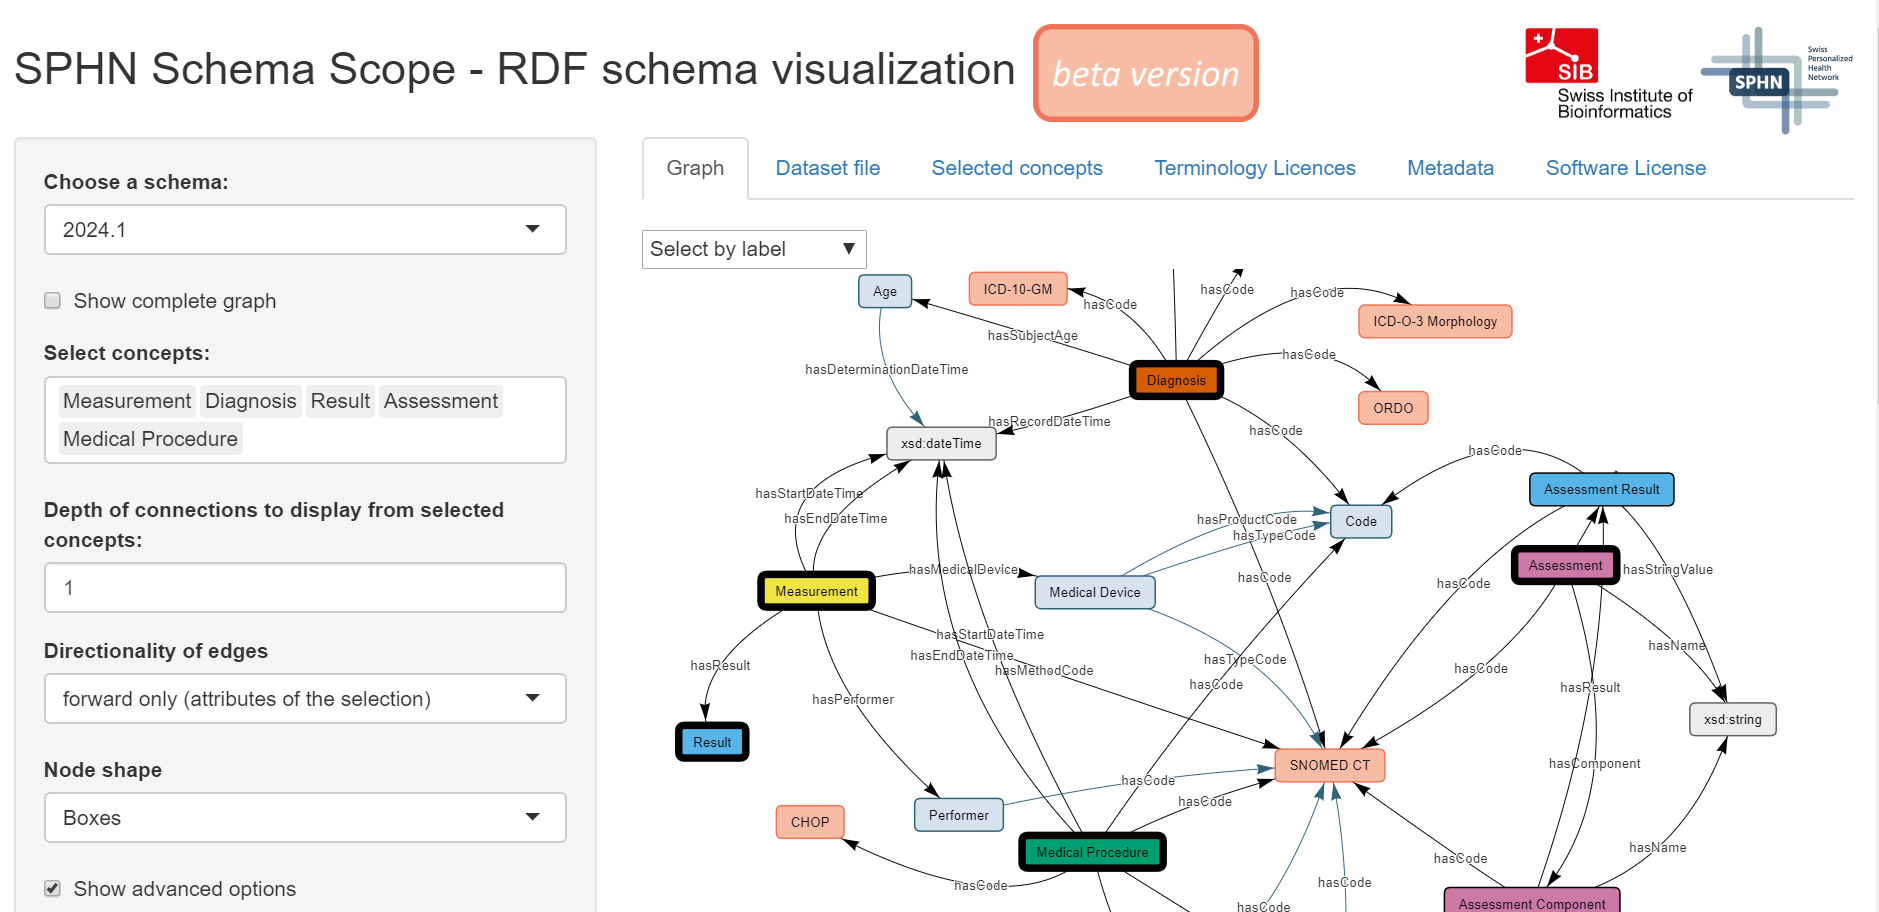 SPHN Schema Scope - RDF schema visualization
beta version
SIB
Swiss Institute of
Bioinformatics
SPHN
Swiss
Personalized
Health
Network
Choose a schema:
2024.1
Show complete graph
Select concepts:
Measurement Diagnosis Result Assessment
Medical Procedure
Depth of connections to display from selected
concepts:
1
Directionality of edges
forward only (attributes of the selection)
Node shape
Boxes
Show advanced options
Graph Dataset file Selected concepts Terminology Licences Metadata Software License
Select by label
Age
ICD-10-GM
hasCode
hasCode
hasCode
ICD-O-3 Morphology
hasSubjectAge
hasCode
hasDeterminationDateTime
Diagnosis
ORDO
hasRecordDateTime
hasCode
xsd:dateTime
hasCode
Assessment Result
hasStartDateTime
hasEndDateTime
hasProductCode
hasTypeCode
Code
Assessment
hasStringValue
hasMedicalDevice
hasCode
hasCode
Measurement
Medical Device
hasStartDateTime
hasEndDateTime
hasMethodCode
hasTypeCode
hasCode
hasName
hasResult
hasCode
hasResult
hasPerformer
xsd:string
Result
SNOMED CT
hasComponent
hasCode
hasCode
Performer
CHOP
Medical Procedure
hasName
hasCode
hasCode
hasCode
hasCode
Assessment Component